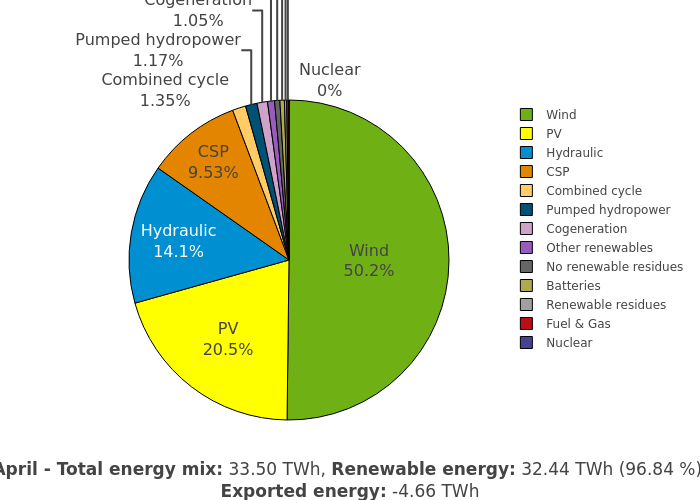 Cogeneration
1.05%
Pumped hydropower
1.17%
Combined cycle
1.35%
Nuclear
0%
CSP
9.53%
Hydraulic
14.1%
Wind
50.2%
PV
20.5%
Wind
PV
Hydraulic
CSP
Combined cycle
Pumped hydropower
Cogeneration
Other renewables
No renewable residues
Batteries
Renewable residues
Fuel & Gas
Nuclear
April - Total energy mix: 33.50 TWh, Renewable energy: 32.44 TWh (96.84 %)
Exported energy: -4.66 TWh